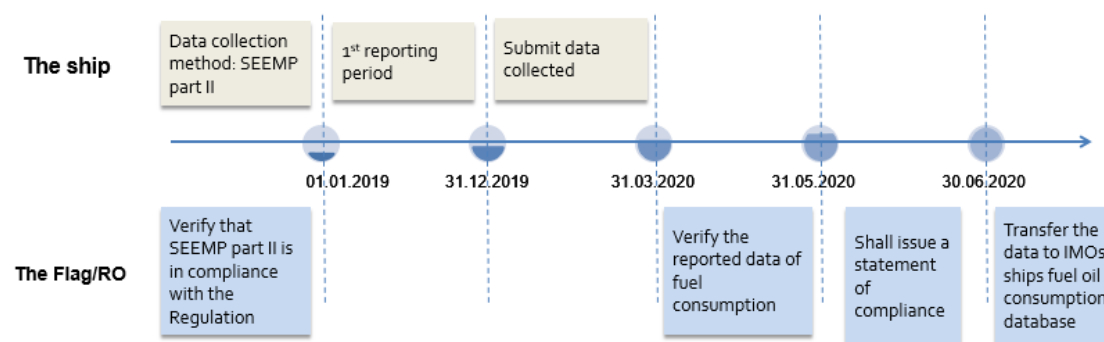 The ship
Data collection
method: SEEMP
part II
1st reporting
period
Submit data
collected
01.01.2019
31.12.2019
31.03.2020
31.05.2020
30.06.2020
The Flag/RO
Verify that
SEEMP part II is
in compliance
with the
Regulation
Verify the
reported data of
fuel
consumption
Shall issue a
statement
of
compliance
Transfer the
data to IMOs
ships fuel oil
consumption
database